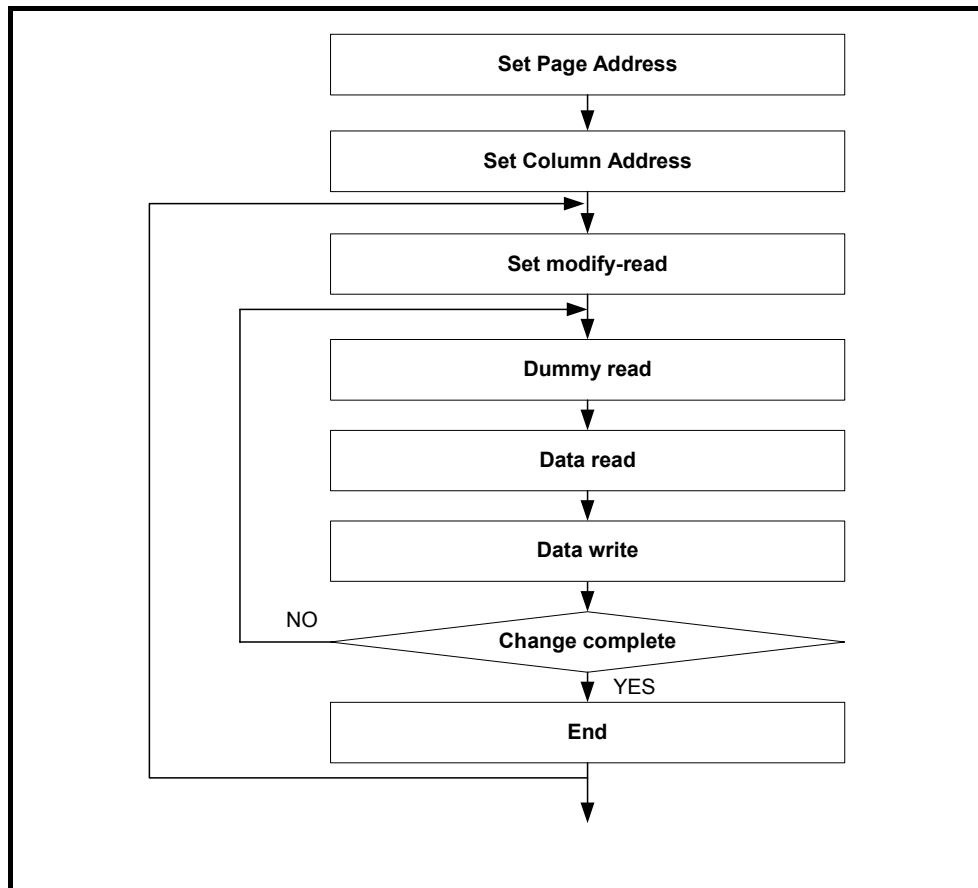 Set Page Address
Set Column Address
Set modify-read
Dummy read
Data read
Data write
NO
Change complete
YES
End